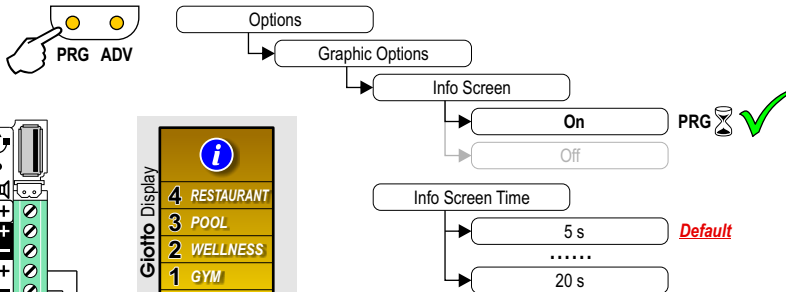 PRG ADV
Options
Graphic Options
Info Screen
On
PRG
Off
Info Screen Time
5 s
Default
......
20 s
Giotto Display
i
4 RESTAURANT
3 POOL
2 WELLNESS
1 GYM
+
+
−
+